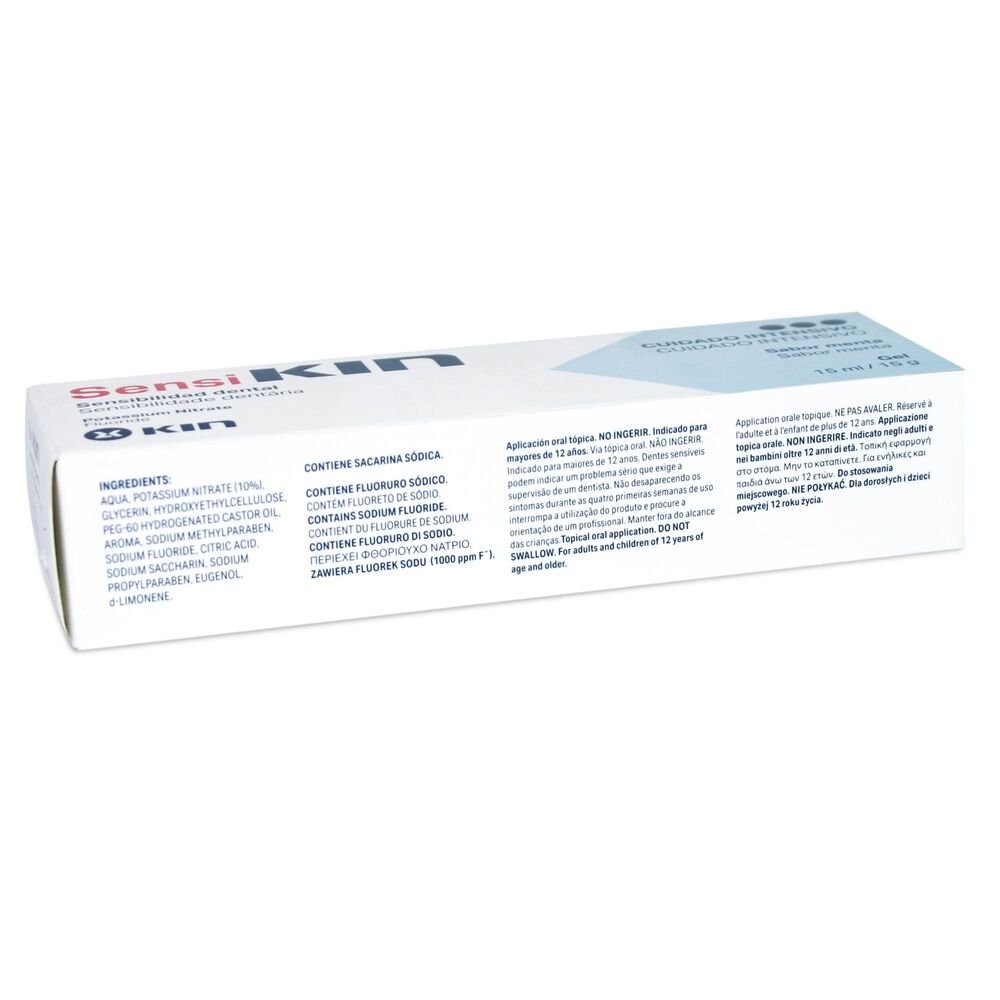 SensiKIN
Sensibilidad dental
Sensibilidade dentária
Potassium Nitrate
Fluoride
KIN
CUIDADO INTENSIVO
CUIDADO INTENSIVO
Sabor menta
Sabor menta
Gel
15 ml / 15 g
INGREDIENTS:
AQUA, POTASSIUM NITRATE (10%),
GLYCERIN, HYDROXYETHYLCELLULOSE,
PEG-60 HYDROGENATED CASTOR OIL,
AROMA, SODIUM METHYLPARABEN,
SODIUM FLUORIDE, CITRIC ACID,
SODIUM SACCHARIN, SODIUM
PROPYLPARABEN, EUGENOL,
d-LIMONENE.
CONTIENE SACARINA SÓDICA.
CONTIENE FLUORURO SÓDICO.
CONTÉM FLUORETO DE SÓDIO.
CONTAINS SODIUM FLUORIDE.
CONTIENT DU FLUORURE DE SODIUM.
CONTIENE FLUORURO DI SODIO.
ΠΕΡΙΕΧΕΙ ΦΘΟΡΙΟΥΧΟ ΝΑΤΡΙΟ.
ZAWIERA FLUOREK SODU (1000 ppm F⁻).
Aplicación oral tópica. NO INGERIR. Indicado para
mayores de 12 años. Via tópica oral. NÃO INGERIR.
Indicado para maiores de 12 anos. Dentes sensíveis
podem indicar um problema sério que exige a
supervisão de um dentista. Não desaparecendo os
sintomas durante as quatro primeiras semanas de uso
interrompa a utilização do produto e procure a
orientação de um profissional. Manter fora do alcance
das crianças. Topical oral application. DO NOT
SWALLOW. For adults and children of 12 years of
age and older.
Application orale topique. NE PAS AVALER. Réservé à
l'adulte et à l'enfant de plus de 12 ans. Applicazione
topica orale. NON INGERIRE. Indicato negli adulti e
nei bambini oltre 12 anni di età. Τοπική εφαρμογή
στο στόμα. Μην το καταπίνετε. Για ενήλικες και
παιδιά άνω των 12 ετών. Do stosowania
miejscowego. NIE POŁYKAĆ. Dla dorosłych i dzieci
powyżej 12 roku życia.